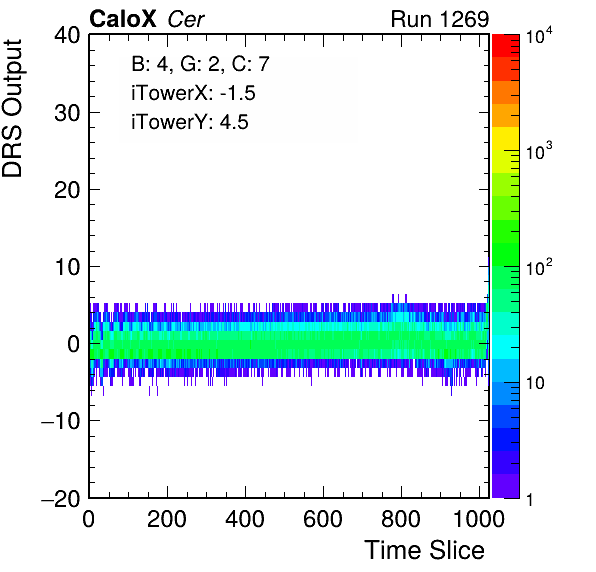 CaloX Cer Run 1269
DRS Output
B: 4, G: 2, C: 7
iTowerX: -1.5
iTowerY: 4.5
40
30
20
10
0
−10
−20
0 200 400 600 800 1000
Time Slice
10^4
10^3
10^2
10
1